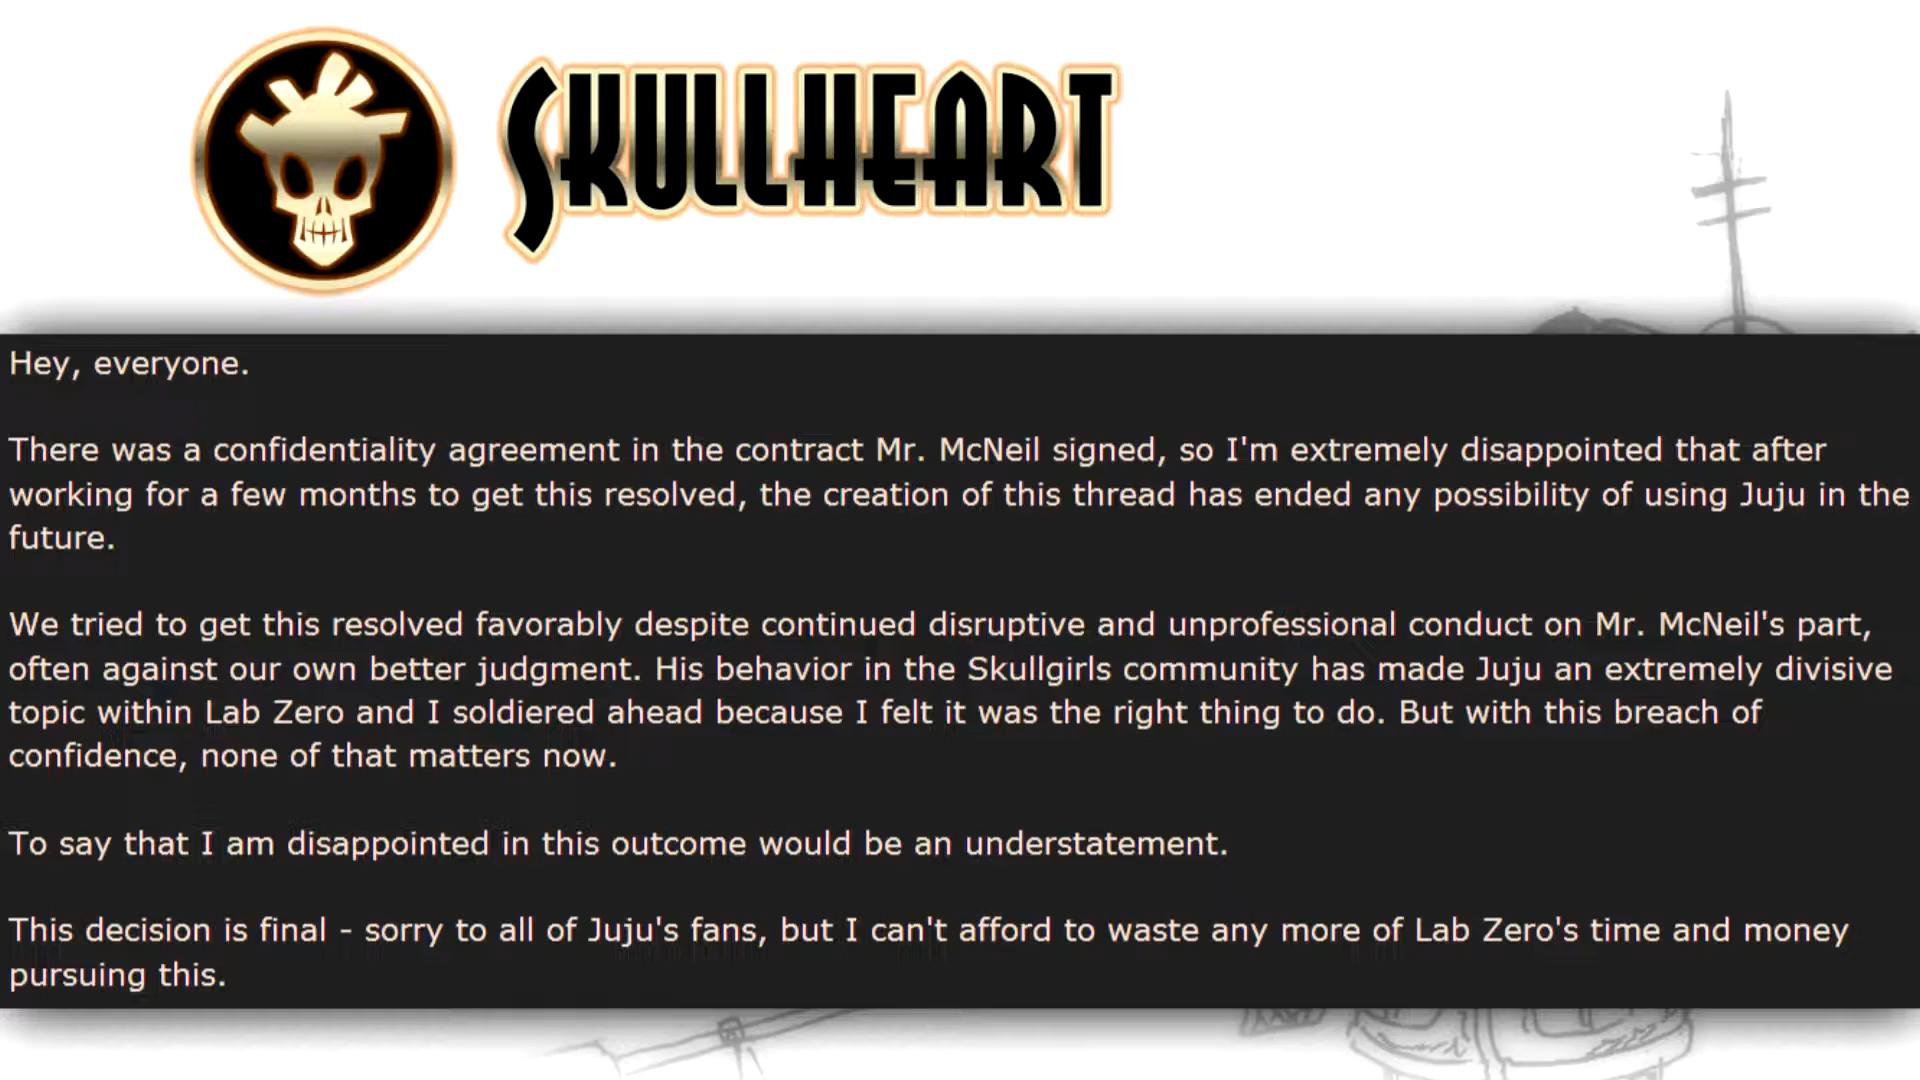 SKULLHEART
Hey, everyone.
There was a confidentiality agreement in the contract Mr. McNeil signed, so I'm extremely disappointed that after
working for a few months to get this resolved, the creation of this thread has ended any possibility of using Juju in the
future.
We tried to get this resolved favorably despite continued disruptive and unprofessional conduct on Mr. McNeil's part,
often against our own better judgment. His behavior in the Skullgirls community has made Juju an extremely divisive
topic within Lab Zero and I soldiered ahead because I felt it was the right thing to do. But with this breach of
confidence, none of that matters now.
To say that I am disappointed in this outcome would be an understatement.
This decision is final - sorry to all of Juju's fans, but I can't afford to waste any more of Lab Zero's time and money
pursuing this.